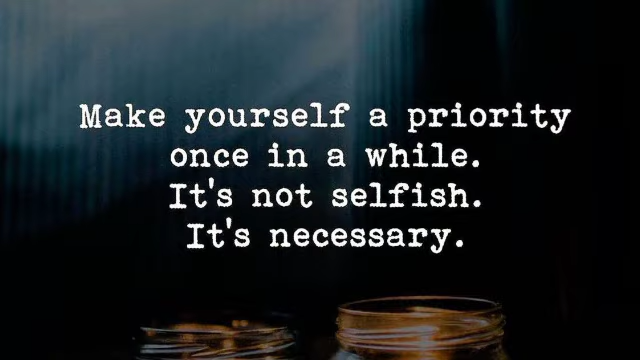 Make yourself a priority
once in a while.
It's not selfish.
It's necessary.